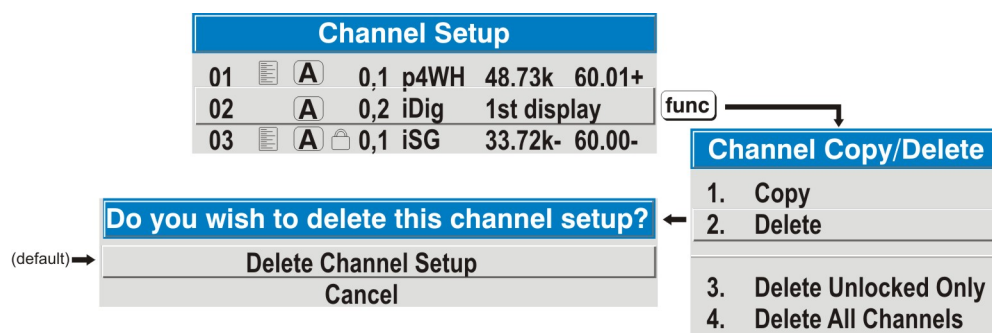 Channel Setup
01 A 0,1 p4WH 48.73k 60.01+
02 A 0,2 iDig 1st display
03 A 0,1 iSG 33.72k- 60.00-
func
Channel Copy/Delete
1. Copy
2. Delete
3. Delete Unlocked Only
4. Delete All Channels
Do you wish to delete this channel setup?
(default)
Delete Channel Setup
Cancel